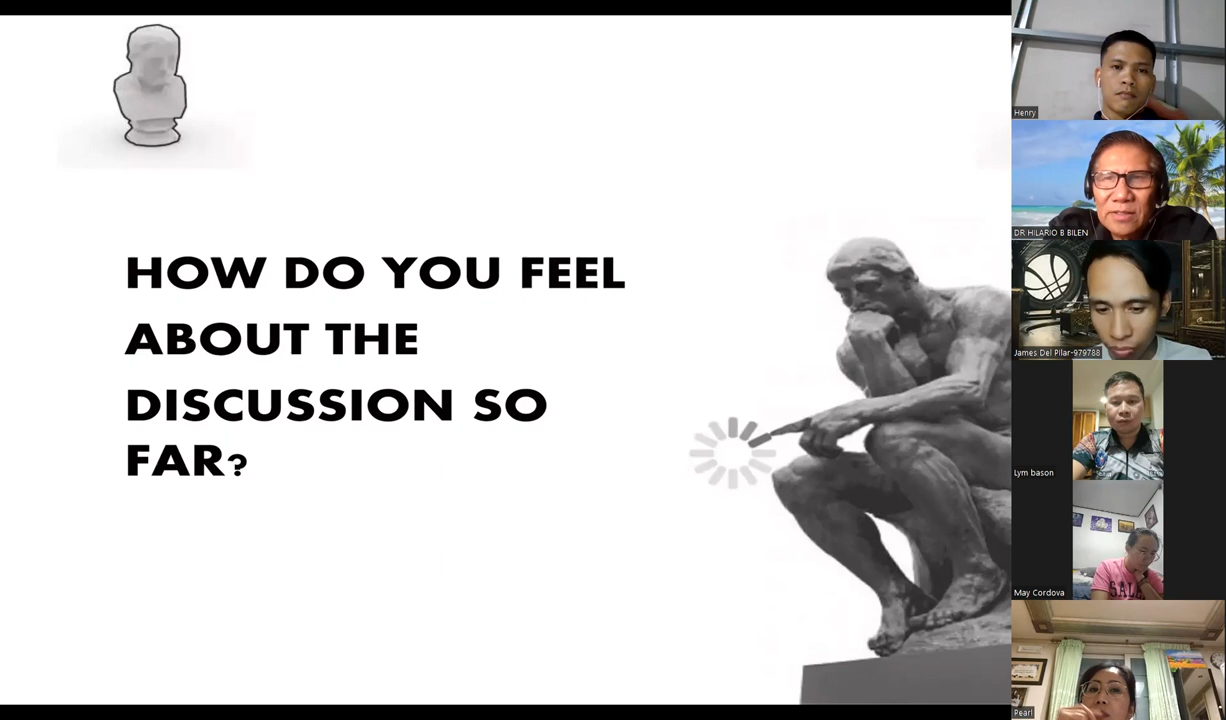 HOW DO YOU FEEL
ABOUT THE
DISCUSSION SO
FAR?
Henry
DR HILARIO B BILEN
James Del Pilar-979788
Lym bason
May Cordova
Pearl